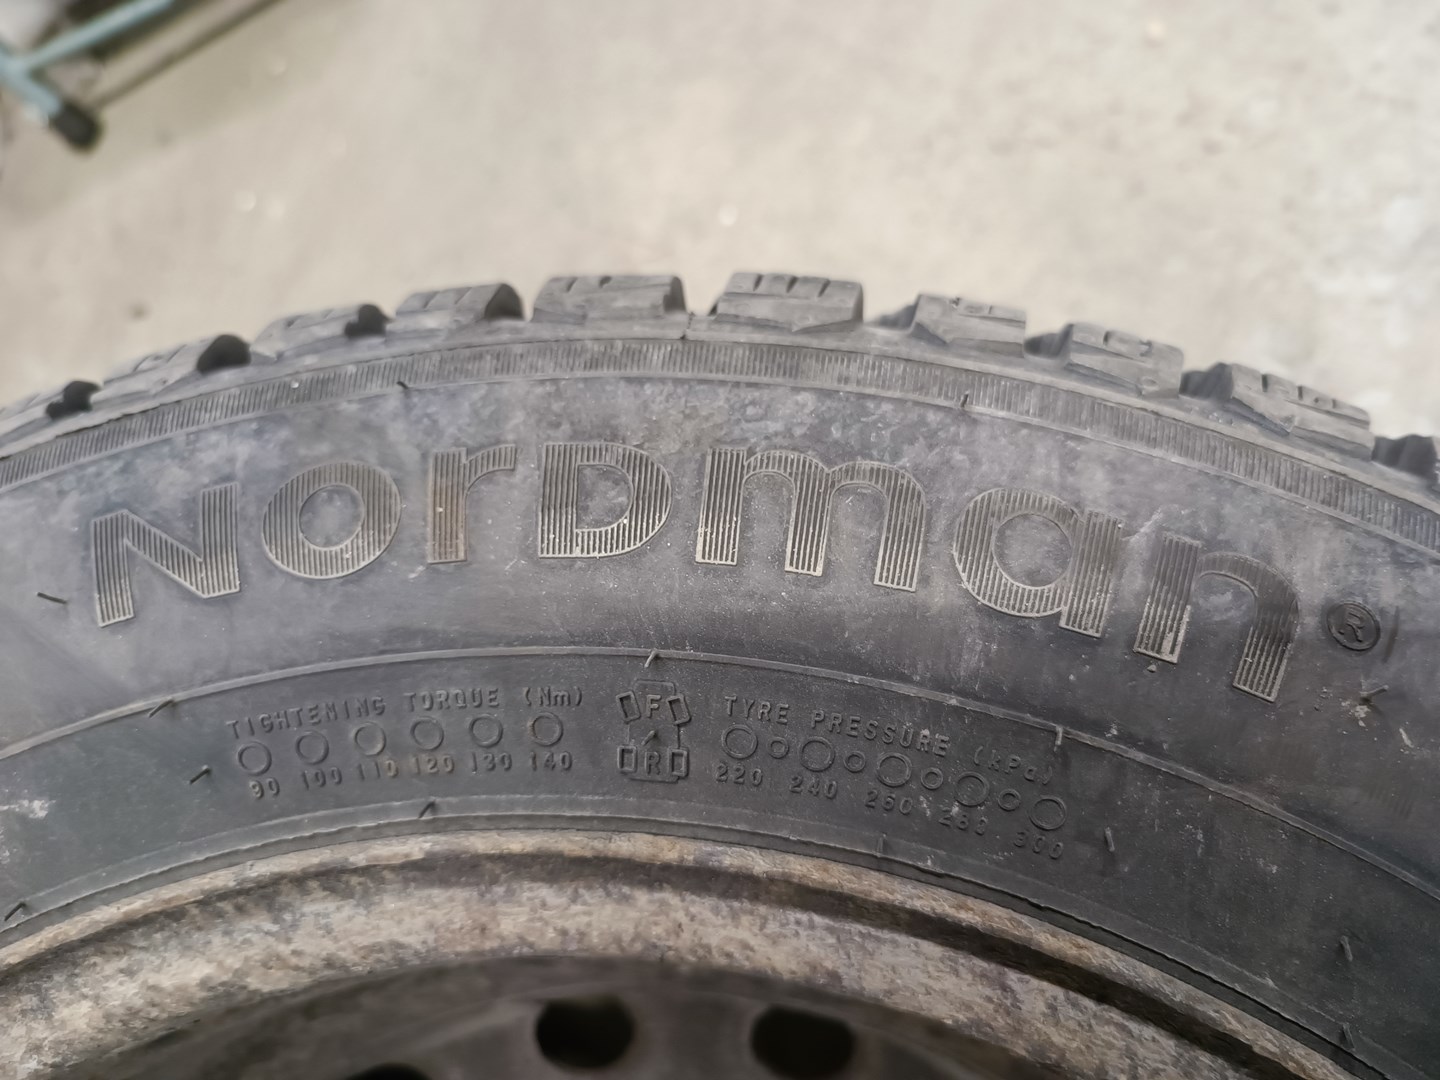 NorDman ®
TIGHTENING TORQUE (Nm)
90 100 110 120 130 140
F
R
TYRE PRESSURE (kPa)
220 240 260 280 300